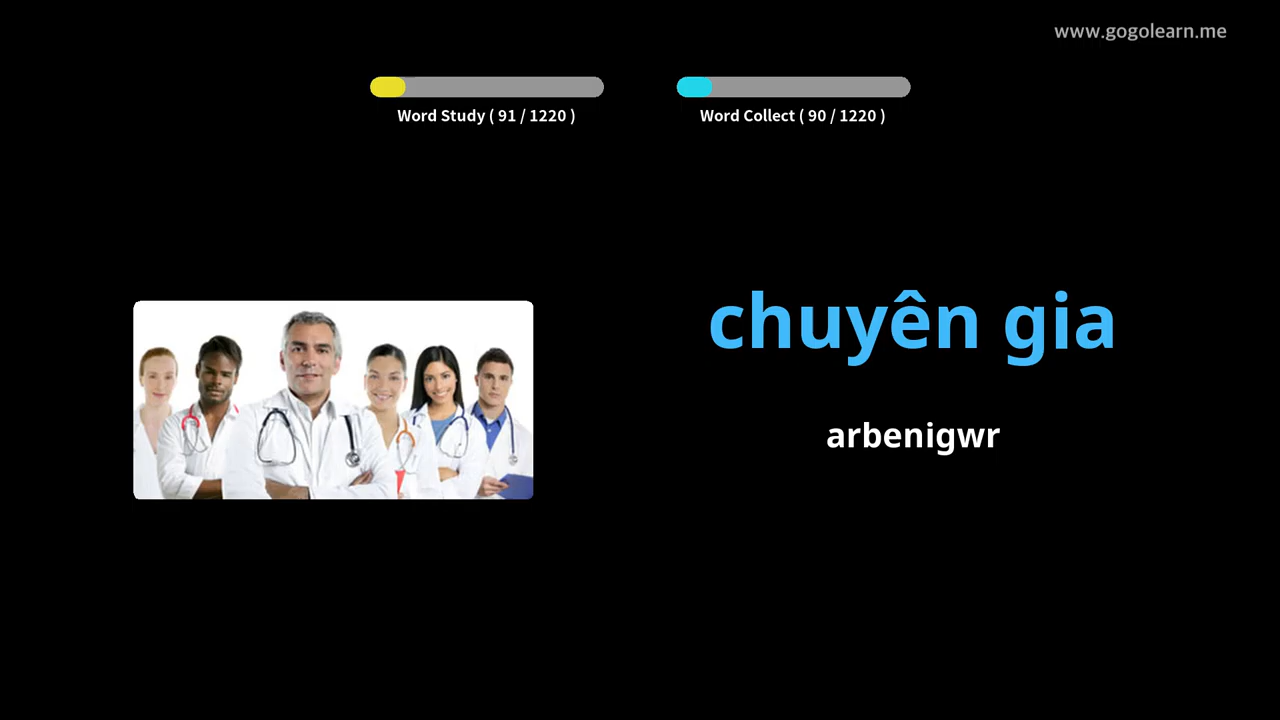 www.gogolearn.me
Word Study ( 91 / 1220 )
Word Collect ( 90 / 1220 )
chuyên gia
arbenigwr